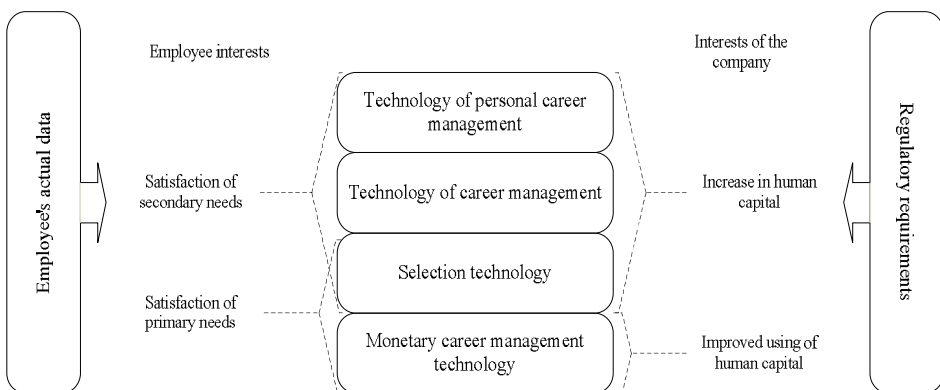 Employee's actual data
Employee interests
Satisfaction of
secondary needs
Satisfaction of
primary needs
Technology of personal career
management
Technology of career management
Selection technology
Monetary career management
technology
Interests of the
company
Increase in human
capital
Improved using of
human capital
Regulatory requirements